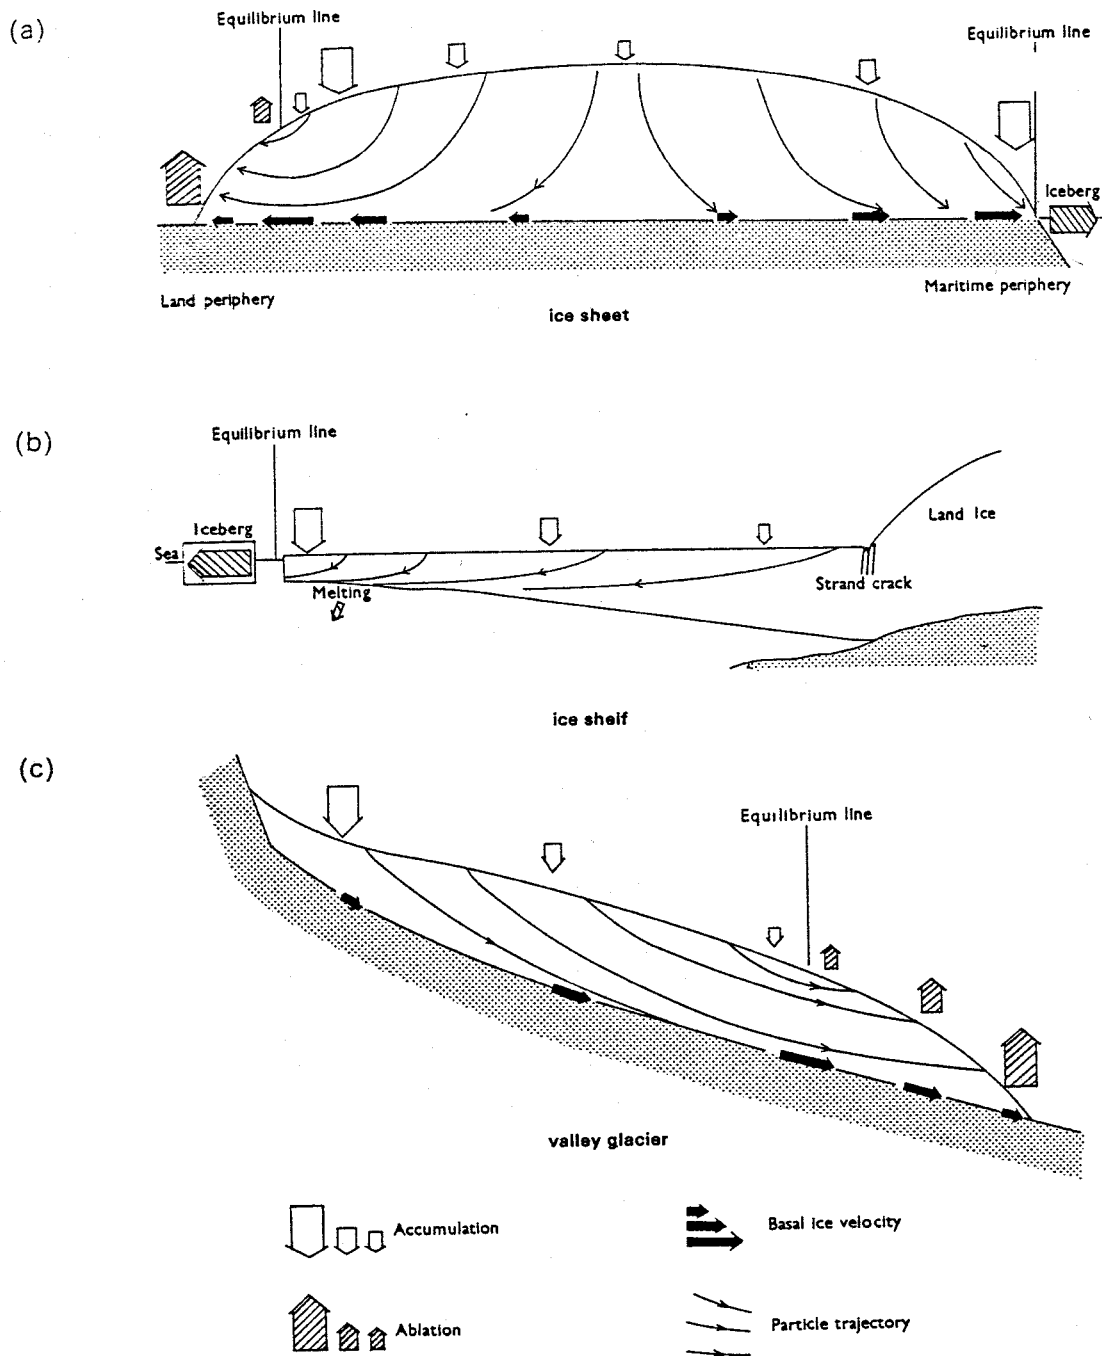 (a)
Equilibrium line
Equilibrium line
Iceberg
Land periphery
Maritime periphery
ice sheet
(b)
Equilibrium line
Iceberg
Sea
Land Ice
Melting
Strand crack
ice shelf
(c)
Equilibrium line
valley glacier
Accumulation
Basal ice velocity
Ablation
Particle trajectory